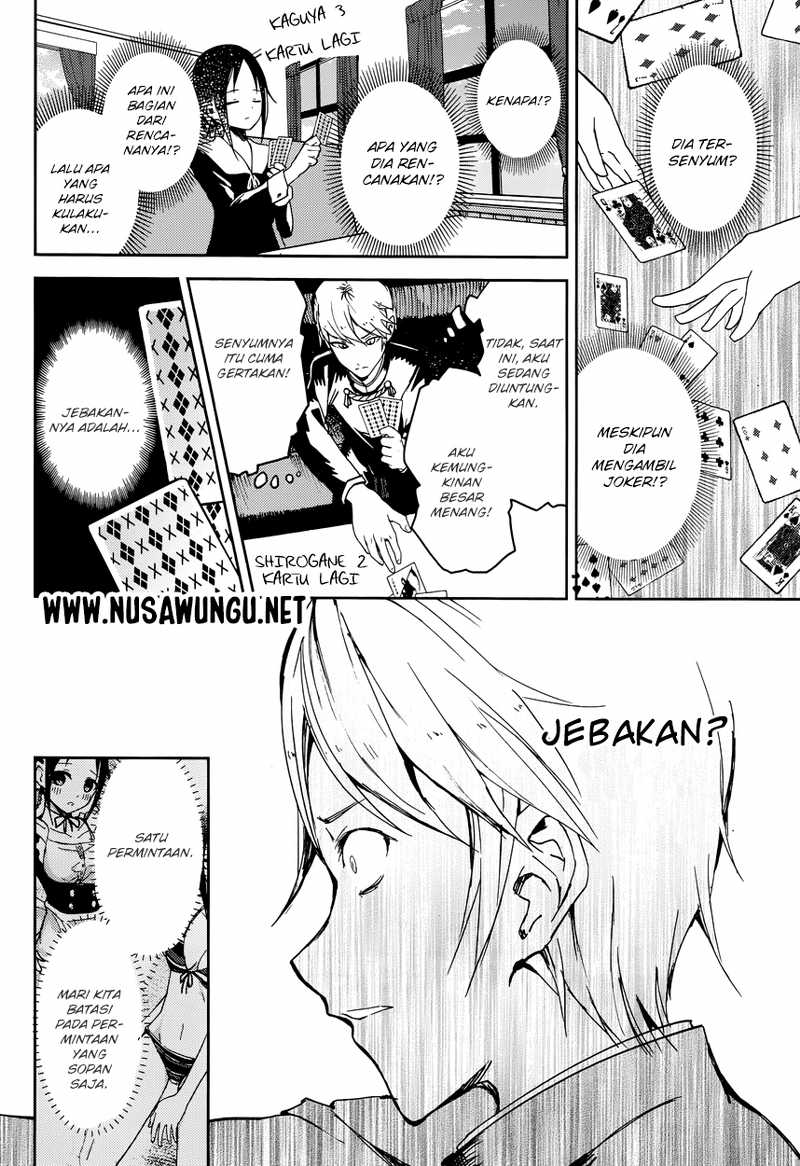 DIA TER-
SENYUM?
MESKIPUN
DIA
MENGAMBIL
JOKER!?
KENAPA!?
APA YANG
DIA REN-
CANAKAN!?
KAGUYA 3
KARTU LAGI
APA INI
BAGIAN
DARI
RENCA-
NANYA!?
LALU APA
YANG
HARUS
KULAKU-
KAN...
TIDAK, SAAT
INI, AKU
SEDANG
DIUNTUNG-
KAN.
AKU
KEMUNG-
KINAN
BESAR
MENANG!
SENYUMNYA
ITU CUMA
GERTAKAN!
SHIROGANE 2
KARTU LAGI
JEBAKAN-
NYA ADALAH...
WWW.NUSAWUNGU.NET
JEBAKAN?
SATU
PERMINTAAN.
MARI KITA
BATASI
PADA PER-
MINTAAN
YANG
SOPAN
SAJA.